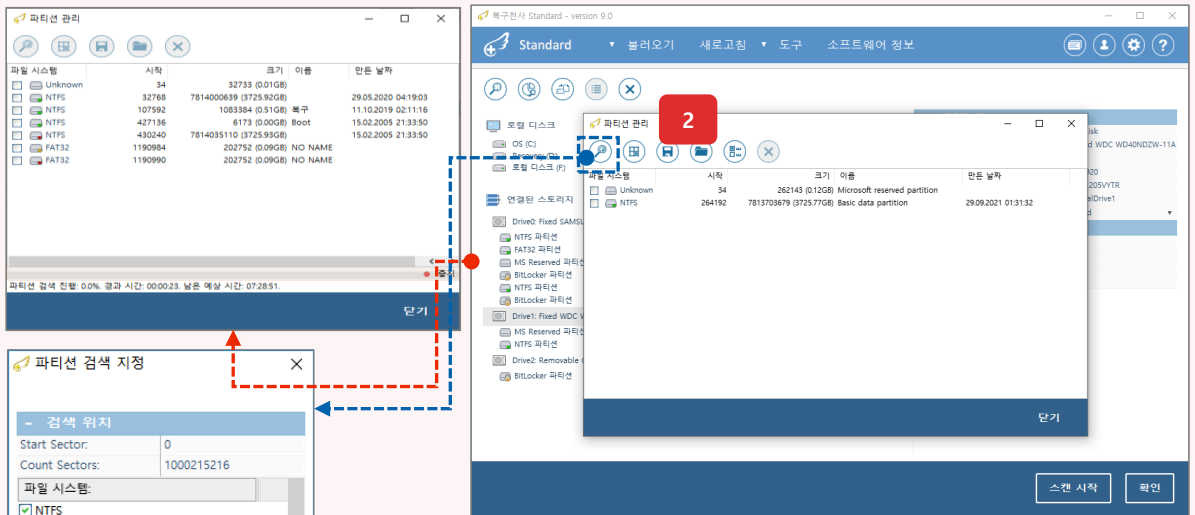 파티션 관리
파일 시스템 시작 크기 이름 만든 날짜
Unknown 34 32733 (0.01GB)
NTFS 32768 7814000639 (3725.92GB) 29.05.2020 04:19:03
NTFS 107592 1083384 (0.51GB) 복구 11.10.2019 02:11:16
NTFS 427136 6173 (0.00GB) Boot 15.02.2005 21:33:50
NTFS 430240 7814035110 (3725.93GB) 15.02.2005 21:33:50
FAT32 1190984 202752 (0.09GB) NO NAME
FAT32 1190990 202752 (0.09GB) NO NAME
중지
파티션 검색 진행: 0.0%. 경과 시간: 00:00:23. 남은 예상 시간: 07:28:51.
닫기
파티션 검색 지정
- 검색 위치
Start Sector: 0
Count Sectors: 1000215216
파일 시스템:
NTFS
복구천사 Standard - version 9.0
Standard 불러오기 새로고침 도구 소프트웨어 정보
로컬 디스크
OS (C)
로컬 디스크 (F)
연결된 스토리지
Drive0: Fixed SAMSU
NTFS 파티션
FAT32 파티션
MS Reserved 파티션
BitLocker 파티션
NTFS 파티션
BitLocker 파티션
Drive1: Fixed WDC W
MS Reserved 파티션
NTFS 파티션
Drive2: Removable
BitLocker 파티션
2
파티션 관리
파일 시스템 시작 크기 이름 만든 날짜
Unknown 34 262143 (0.12GB) Microsoft reserved partition
NTFS 264192 7813703679 (3725.77GB) Basic data partition 29.09.2021 01:31:32
닫기
isk
d WDC WD40NDZW-11A
920
205VYTR
alDrive1
d
스캔 시작 확인